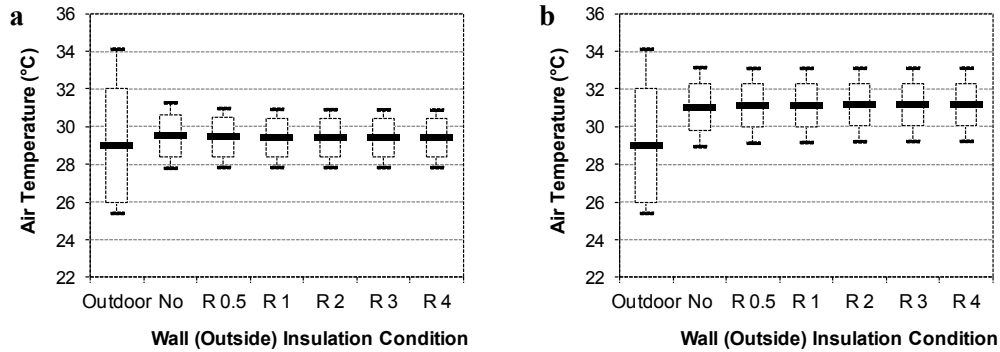 a
36
34
32
30
28
26
24
22
Air Temperature (°C)
Outdoor No R 0.5 R 1 R 2 R 3 R 4
Wall (Outside) Insulation Condition
b
36
34
32
30
28
26
24
22
Air Temperature (°C)
Outdoor No R 0.5 R 1 R 2 R 3 R 4
Wall (Outside) Insulation Condition